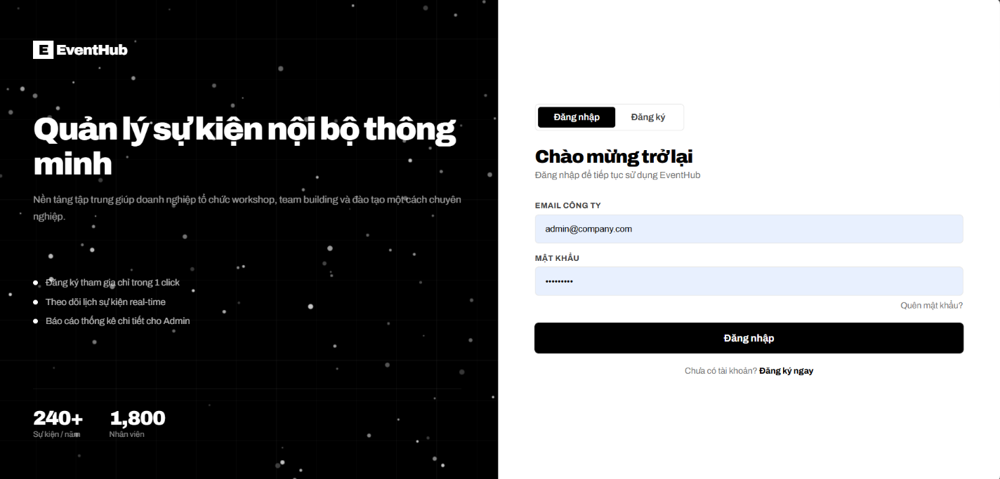 E EventHub
Quản lý sự kiện nội bộ thông
minh
Nền tảng tập trung giúp doanh nghiệp tổ chức workshop, team building và đào tạo một cách chuyên
nghiệp.
Đăng ký tham gia chỉ trong 1 click
Theo dõi lịch sự kiện real-time
Báo cáo thống kê chi tiết cho Admin
240+ 1,800
Sự kiện / năm Nhân viên
Đăng nhập Đăng ký
Chào mừng trở lại
Đăng nhập để tiếp tục sử dụng EventHub
EMAIL CÔNG TY
admin@company.com
MẬT KHẨU
•••••••••
Quên mật khẩu?
Đăng nhập
Chưa có tài khoản? Đăng ký ngay